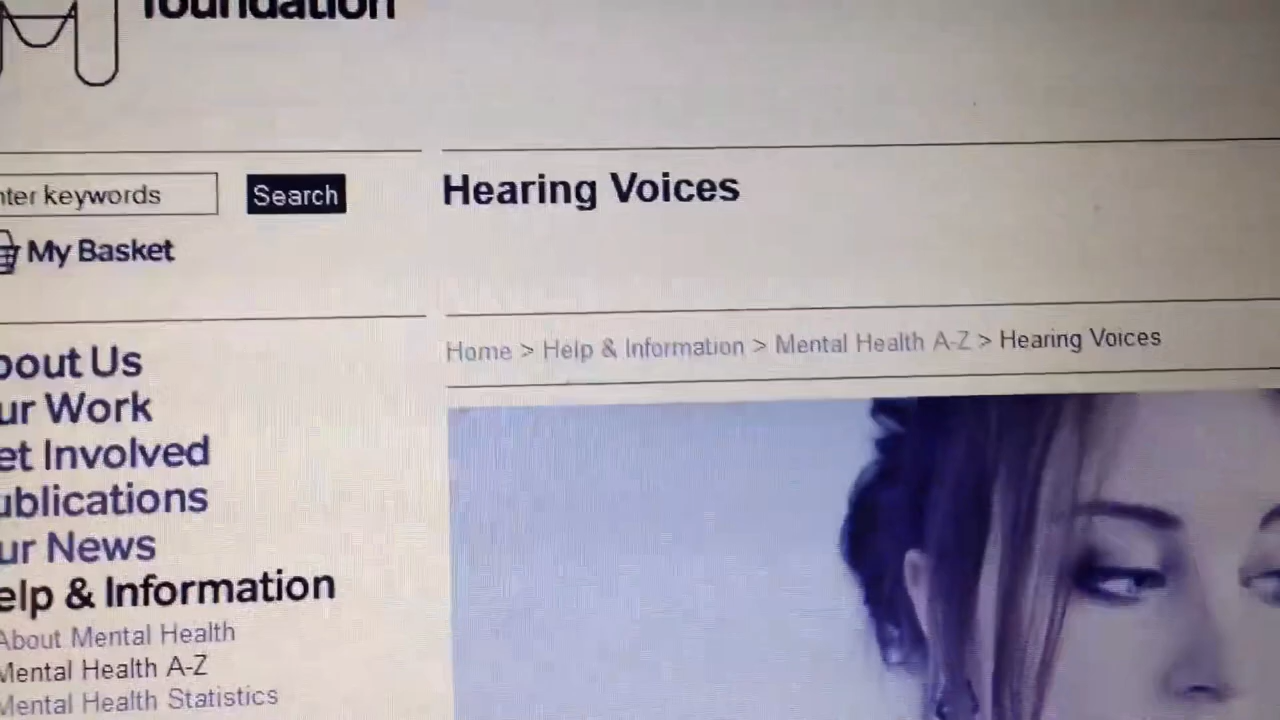 foundation
nter keywords
Search
Hearing Voices
My Basket
Home > Help & Information > Mental Health A-Z > Hearing Voices
bout Us
ur Work
et Involved
ublications
ur News
elp & Information
About Mental Health
Mental Health A-Z
Mental Health Statistics